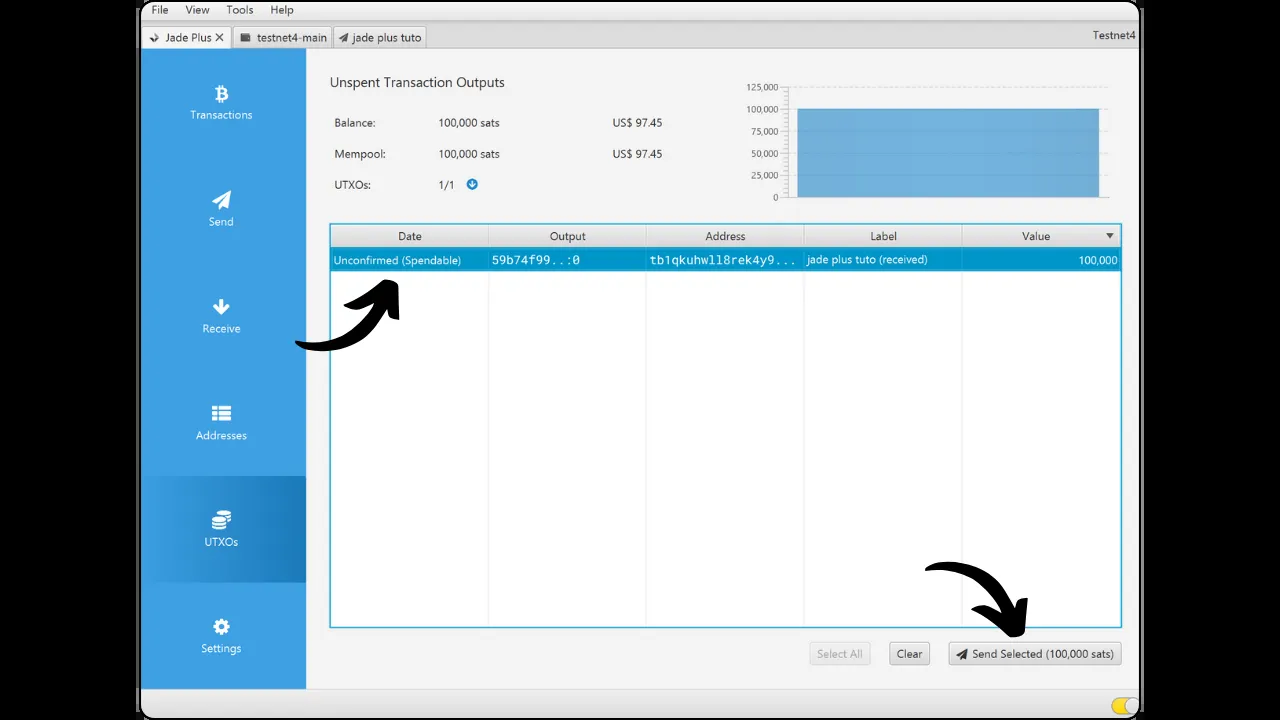 File View Tools Help
Jade Plus testnet4-main jade plus tuto Testnet4
Transactions
Send
Receive
Addresses
UTXOs
Settings
Unspent Transaction Outputs
Balance: 100,000 sats US$ 97.45
Mempool: 100,000 sats US$ 97.45
UTXOs: 1/1
125,000
100,000
75,000
50,000
25,000
0
Date Output Address Label Value
Unconfirmed (Spendable) 59b74f99..:0 tb1qkuhwll8rek4y9... jade plus tuto (received) 100,000
Select All Clear Send Selected (100,000 sats)